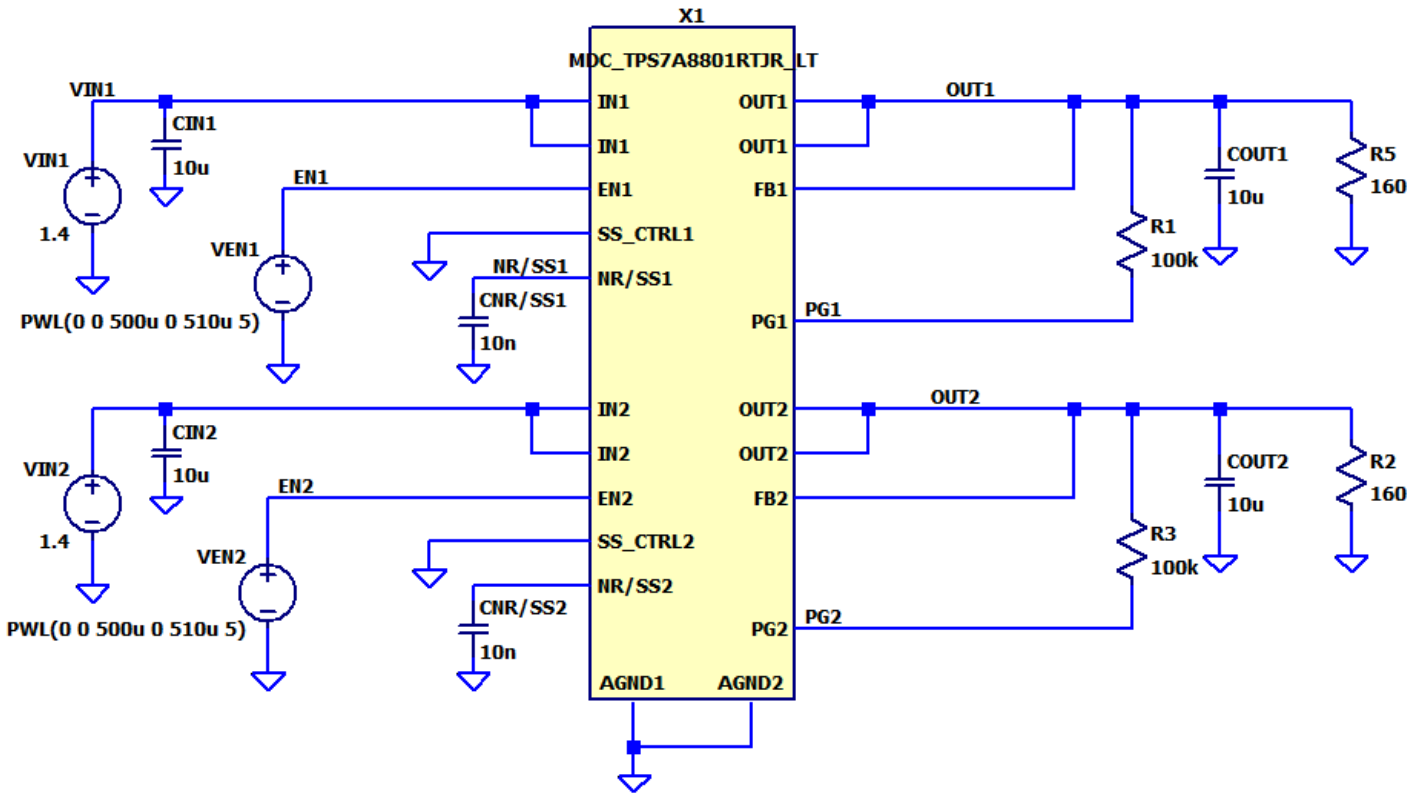 X1
MDC_TPS7A8801RTJR_LT
VIN1
IN1
OUT1
OUT1
CIN1
10u
VIN1
1.4
IN1
OUT1
COUT1
10u
R5
160
EN1
EN1
FB1
VEN1
PWL(0 0 500u 0 510u 5)
SS_CTRL1
R1
100k
NR/SS1
NR/SS1
CNR/SS1
10n
PG1
PG1
IN2
OUT2
OUT2
CIN2
10u
VIN2
1.4
IN2
OUT2
COUT2
10u
R2
160
EN2
EN2
FB2
VEN2
PWL(0 0 500u 0 510u 5)
SS_CTRL2
R3
100k
NR/SS2
CNR/SS2
10n
PG2
PG2
AGND1
AGND2